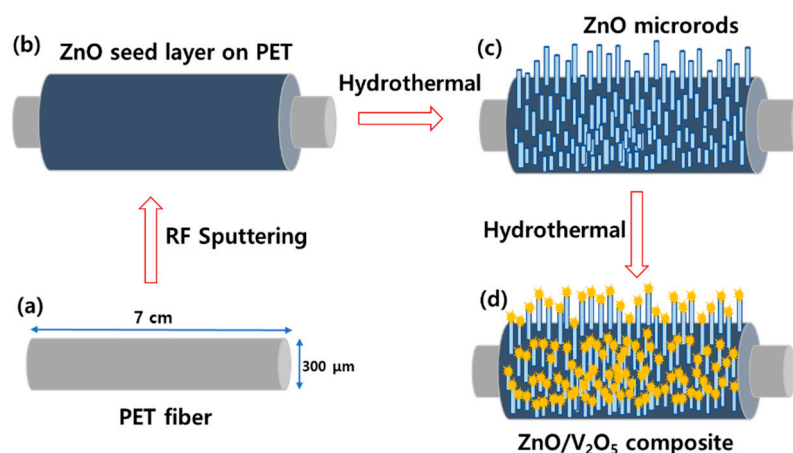 (b)
ZnO seed layer on PET
Hydrothermal
(c)
ZnO microrods
RF Sputtering
Hydrothermal
(a)
7 cm
300 μm
PET fiber
(d)
ZnO/V₂O₅ composite